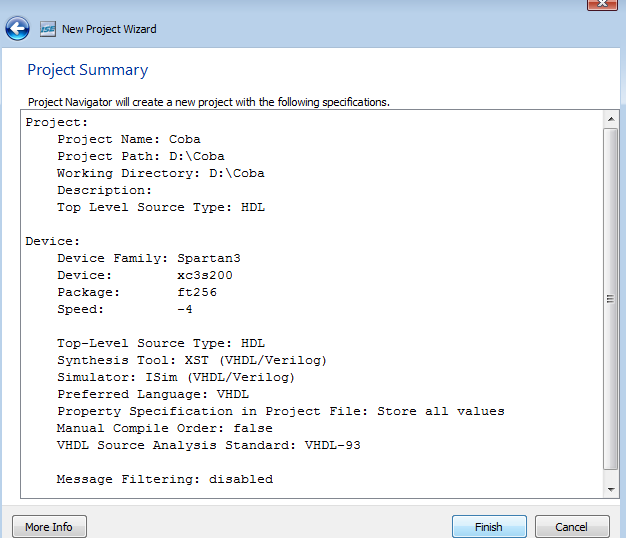 ISE New Project Wizard
Project Summary
Project Navigator will create a new project with the following specifications.
Project:
Project Name: Coba
Project Path: D:\Coba
Working Directory: D:\Coba
Description:
Top Level Source Type: HDL
Device:
Device Family: Spartan3
Device: xc3s200
Package: ft256
Speed: -4
Top-Level Source Type: HDL
Synthesis Tool: XST (VHDL/Verilog)
Simulator: ISim (VHDL/Verilog)
Preferred Language: VHDL
Property Specification in Project File: Store all values
Manual Compile Order: false
VHDL Source Analysis Standard: VHDL-93
Message Filtering: disabled
More Info Finish Cancel